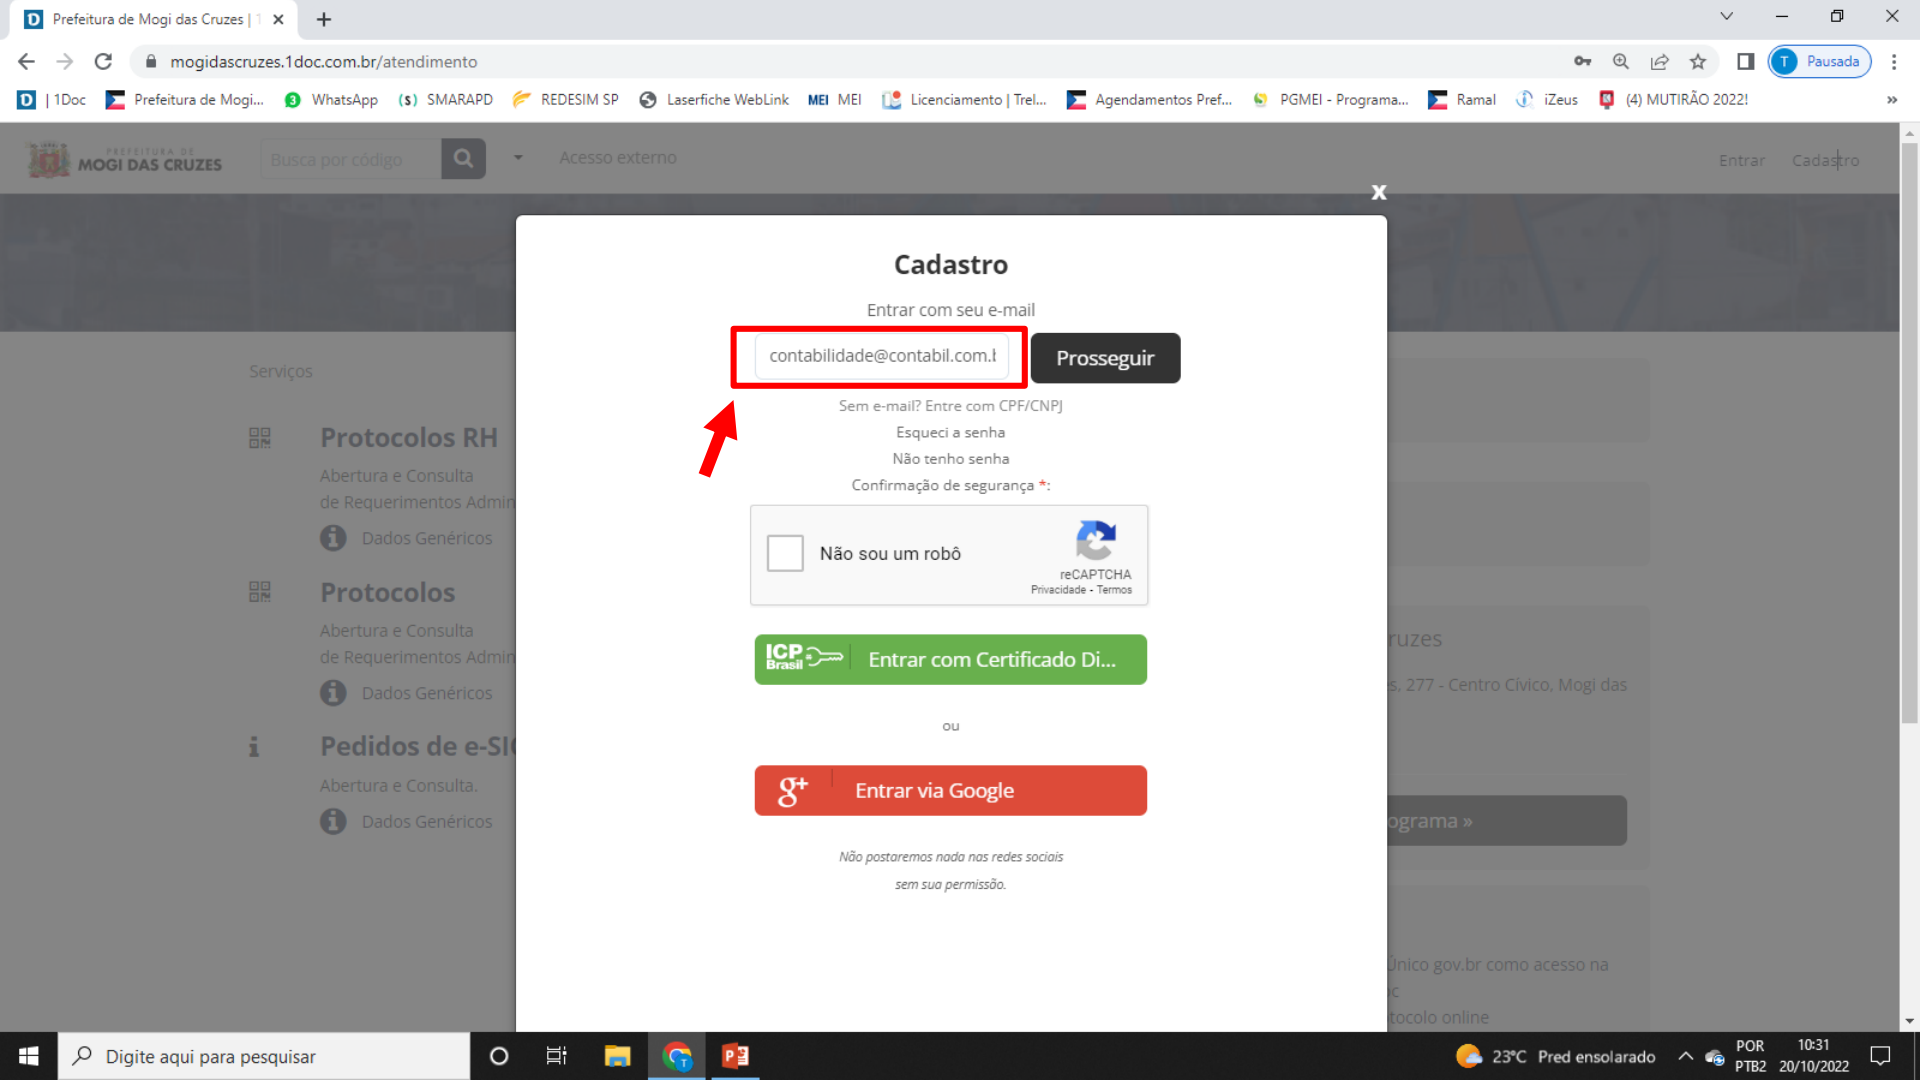 Prefeitura de Mogi das Cruzes |
mogidascruzes.1doc.com.br/atendimento
T Pausada
| 1Doc
Prefeitura de Mogi...
3 WhatsApp
(s) SMARAPD
REDESIM SP
Laserfiche WebLink
MEI MEI
Licenciamento | Trel...
Agendamentos Pref...
PGMEI - Programa...
Ramal
iZeus
(4) MUTIRÃO 2022!
»
PREFEITURA DE
MOGI DAS CRUZES
Busca por código
Acesso externo
Entrar
Cadastro
x
Cadastro
Entrar com seu e-mail
contabilidade@contabil.com.b
Prosseguir
Sem e-mail? Entre com CPF/CNPJ
Esqueci a senha
Não tenho senha
Confirmação de segurança *:
Não sou um robô
reCAPTCHA
Privacidade - Termos
ICP
Brasil
Entrar com Certificado Di...
ou
g+ Entrar via Google
Não postaremos nada nas redes sociais
sem sua permissão.
Serviços
Protocolos RH
Abertura e Consulta
de Requerimentos Admin
Dados Genéricos
Protocolos
Abertura e Consulta
de Requerimentos Admin
Dados Genéricos
Pedidos de e-SIC
Abertura e Consulta.
Dados Genéricos
ruzes
s, 277 - Centro Cívico, Mogi das
ograma »
Único gov.br como acesso na
oc
tocolo online
Digite aqui para pesquisar
23°C Pred ensolarado
POR
PTB2
10:31
20/10/2022